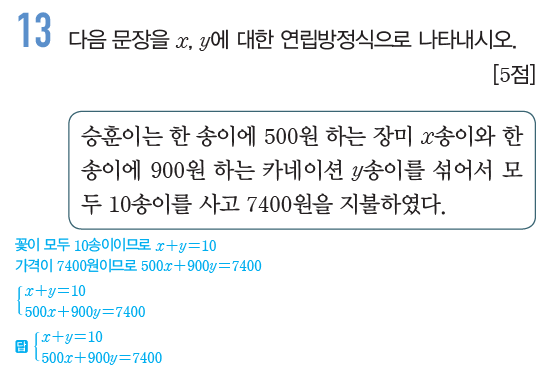 13 다음 문장을 x, y에 대한 연립방정식으로 나타내시오.
[5점]
승훈이는 한 송이에 500원 하는 장미 x송이와 한
송이에 900원 하는 카네이션 y송이를 섞어서 모
두 10송이를 사고 7400원을 지불하였다.
꽃이 모두 10송이이므로 x+y=10
가격이 7400원이므로 500x+900y=7400
x+y=10
500x+900y=7400
답 x+y=10
500x+900y=7400